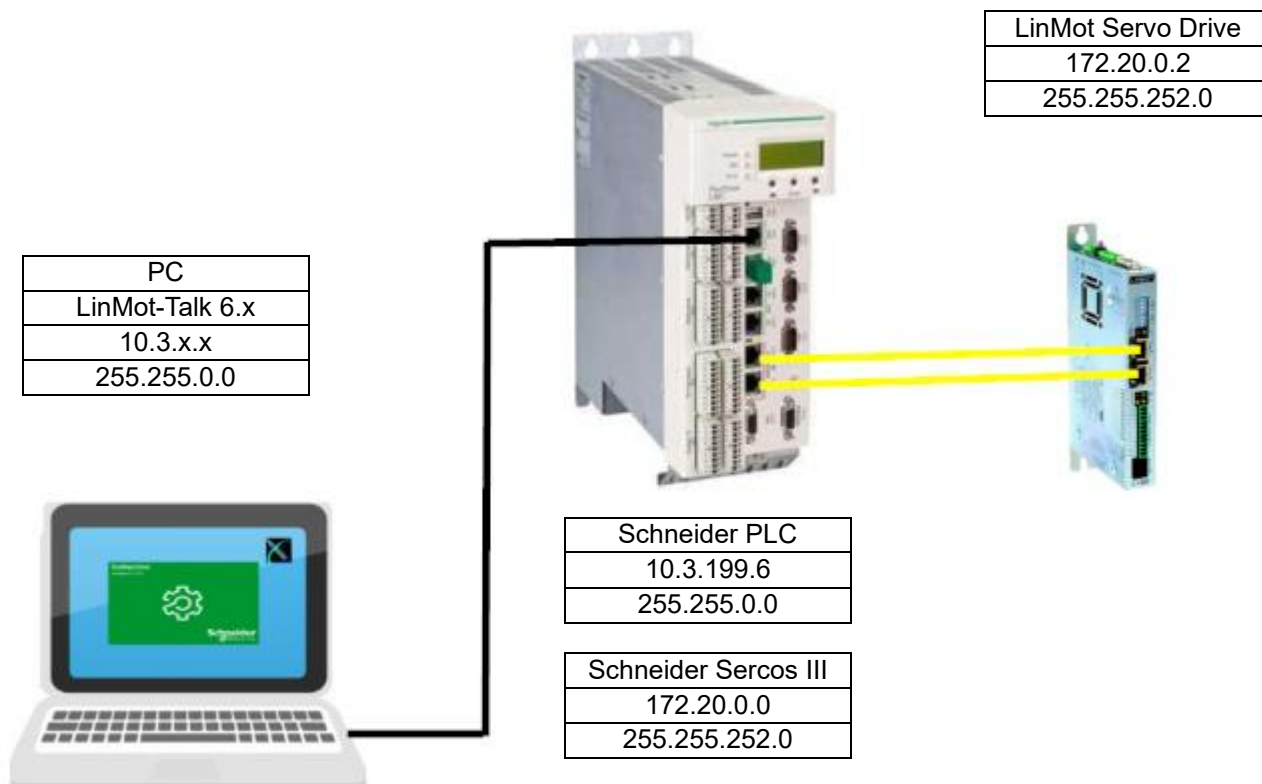 LinMot Servo Drive
172.20.0.2
255.255.252.0
PC
LinMot-Talk 6.x
10.3.x.x
255.255.0.0
Schneider PLC
10.3.199.6
255.255.0.0
Schneider
Schneider Sercos III
172.20.0.0
255.255.252.0